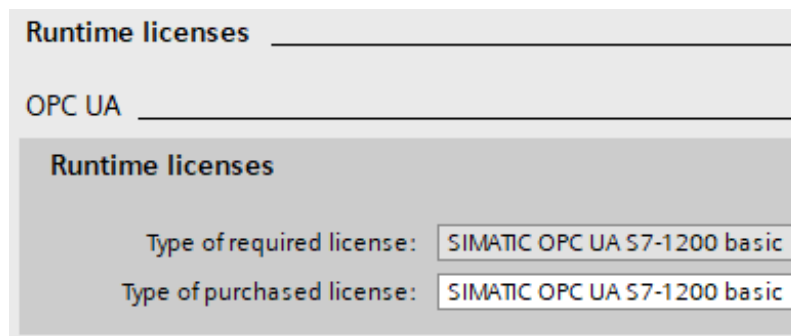 Runtime licenses
OPC UA
Runtime licenses
Type of required license: SIMATIC OPC UA S7-1200 basic
Type of purchased license: SIMATIC OPC UA S7-1200 basic